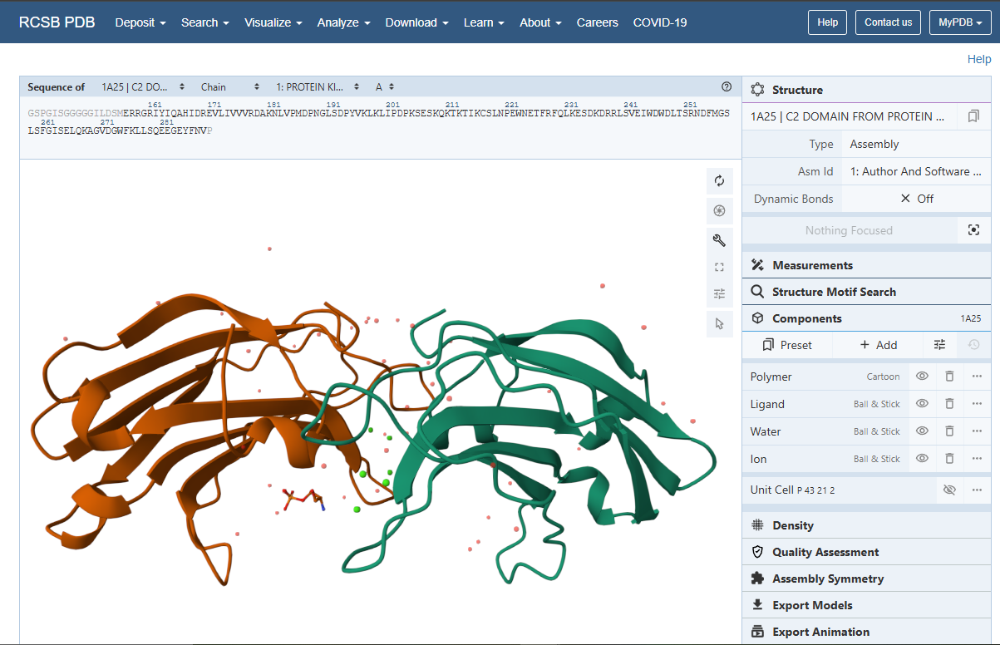 RCSB PDB Deposit Search Visualize Analyze Download Learn About Careers COVID-19 Help Contact us MyPDB
Help
Sequence of 1A25 | C2 DO... Chain 1: PROTEIN KI... A
161 171 181 191 201 211 221 231 241 251
GSPGISGGGGGILDSMERRGRIYIQAHIDREVLIVVVRDAKNLVPMDPNGLSDPYVKLKLIPDPKSESKQKTKTIKCSLNPEWNETFRFQLKESDKDRRLSVEIWDWDLTSRNDFMGS
261 271 281
LSFGISELQKAGVDGWFKLLSQEEGEYFNVP
Structure
1A25 | C2 DOMAIN FROM PROTEIN ...
Type Assembly
Asm Id 1: Author And Software ...
Dynamic Bonds Off
Nothing Focused
Measurements
Structure Motif Search
Components 1A25
Preset Add
Polymer Cartoon
Ligand Ball & Stick
Water Ball & Stick
Ion Ball & Stick
Unit Cell P 43 21 2
Density
Quality Assessment
Assembly Symmetry
Export Models
Export Animation